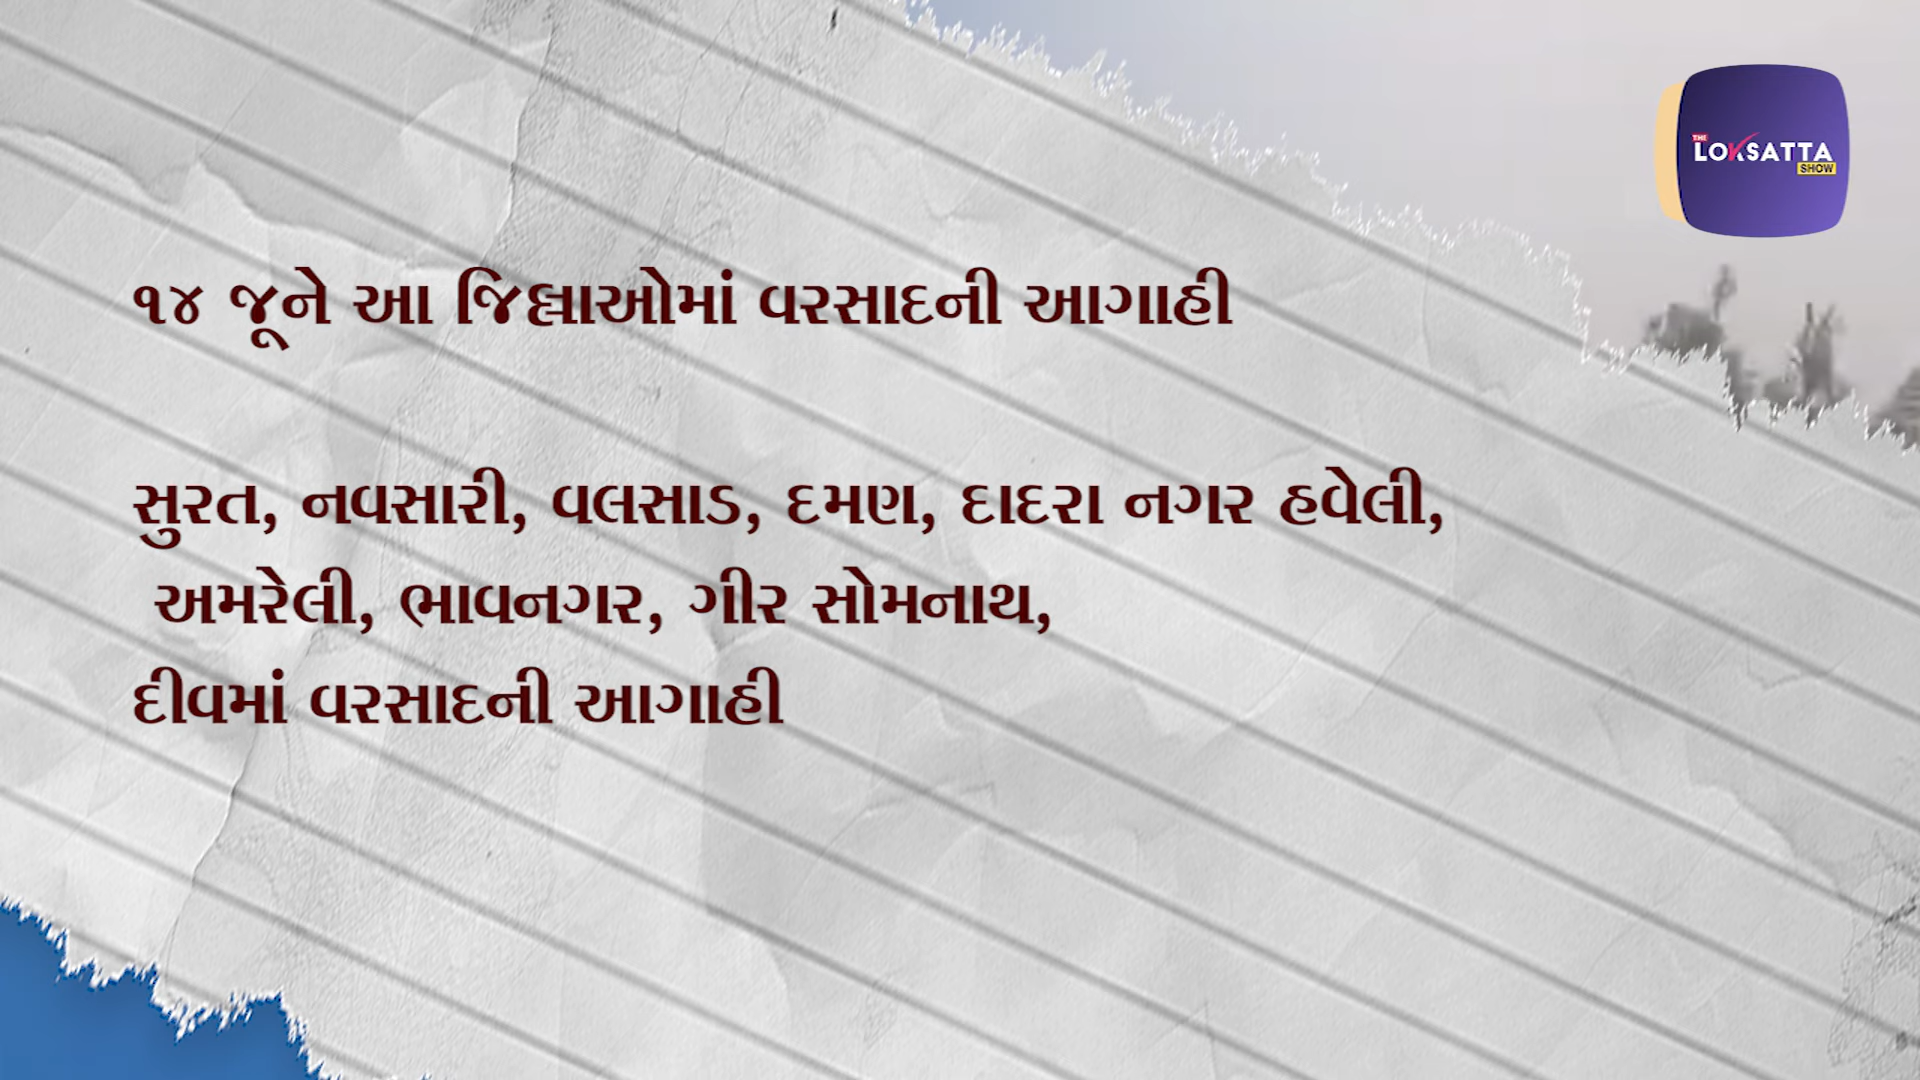 THE
LOKSATTA
SHOW
૧૪ જૂને આ જિલ્લાઓમાં વરસાદની આગાહી
સુરત, નવસારી, વલસાડ, દમણ, દાદરા નગર હવેલી,
અમરેલી, ભાવનગર, ગીર સોમનાથ,
દીવમાં વરસાદની આગાહી